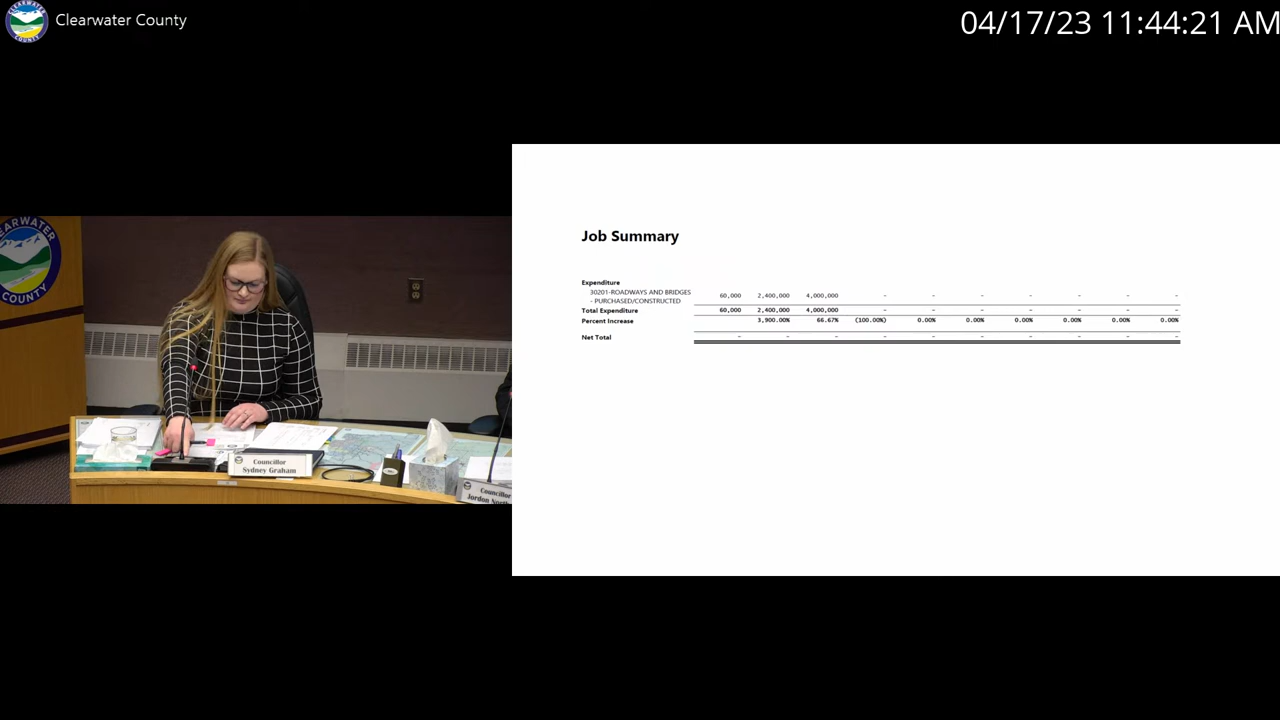 Clearwater County
04/17/23 11:44:21 AM
CLEARWATER
COUNTY
Councillor
Sydney Graham
Councillor
Jordon
Job Summary
Expenditure
30201-ROADWAYS AND BRIDGES
- PURCHASED/CONSTRUCTED 60,000 2,400,000 4,000,000 - - - - - - -
Total Expenditure 60,000 2,400,000 4,000,000 - - - - - - -
Percent Increase 3,900.00% 66.67% (100.00%) 0.00% 0.00% 0.00% 0.00% 0.00% 0.00%
Net Total - - - - - - - - - -